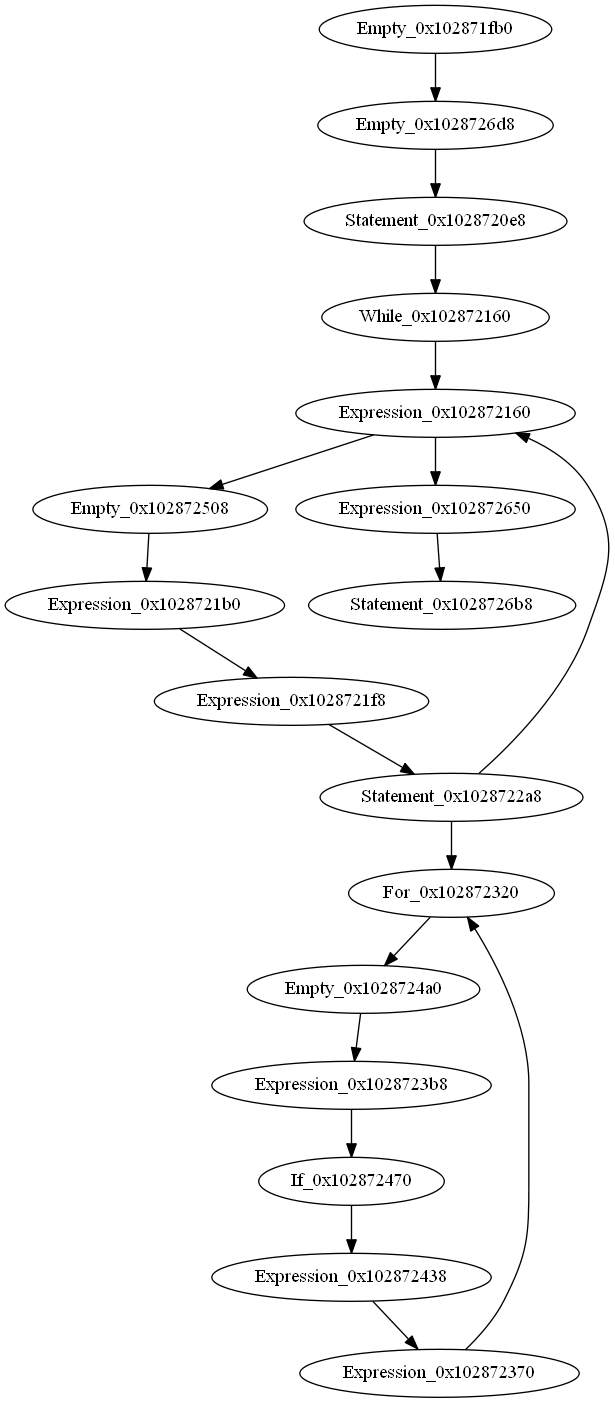 Empty_0x102871fb0
Empty_0x1028726d8
Statement_0x1028720e8
While_0x102872160
Expression_0x102872160
Empty_0x102872508
Expression_0x102872650
Expression_0x1028721b0
Statement_0x1028726b8
Expression_0x1028721f8
Statement_0x1028722a8
For_0x102872320
Empty_0x1028724a0
Expression_0x1028723b8
If_0x102872470
Expression_0x102872438
Expression_0x102872370